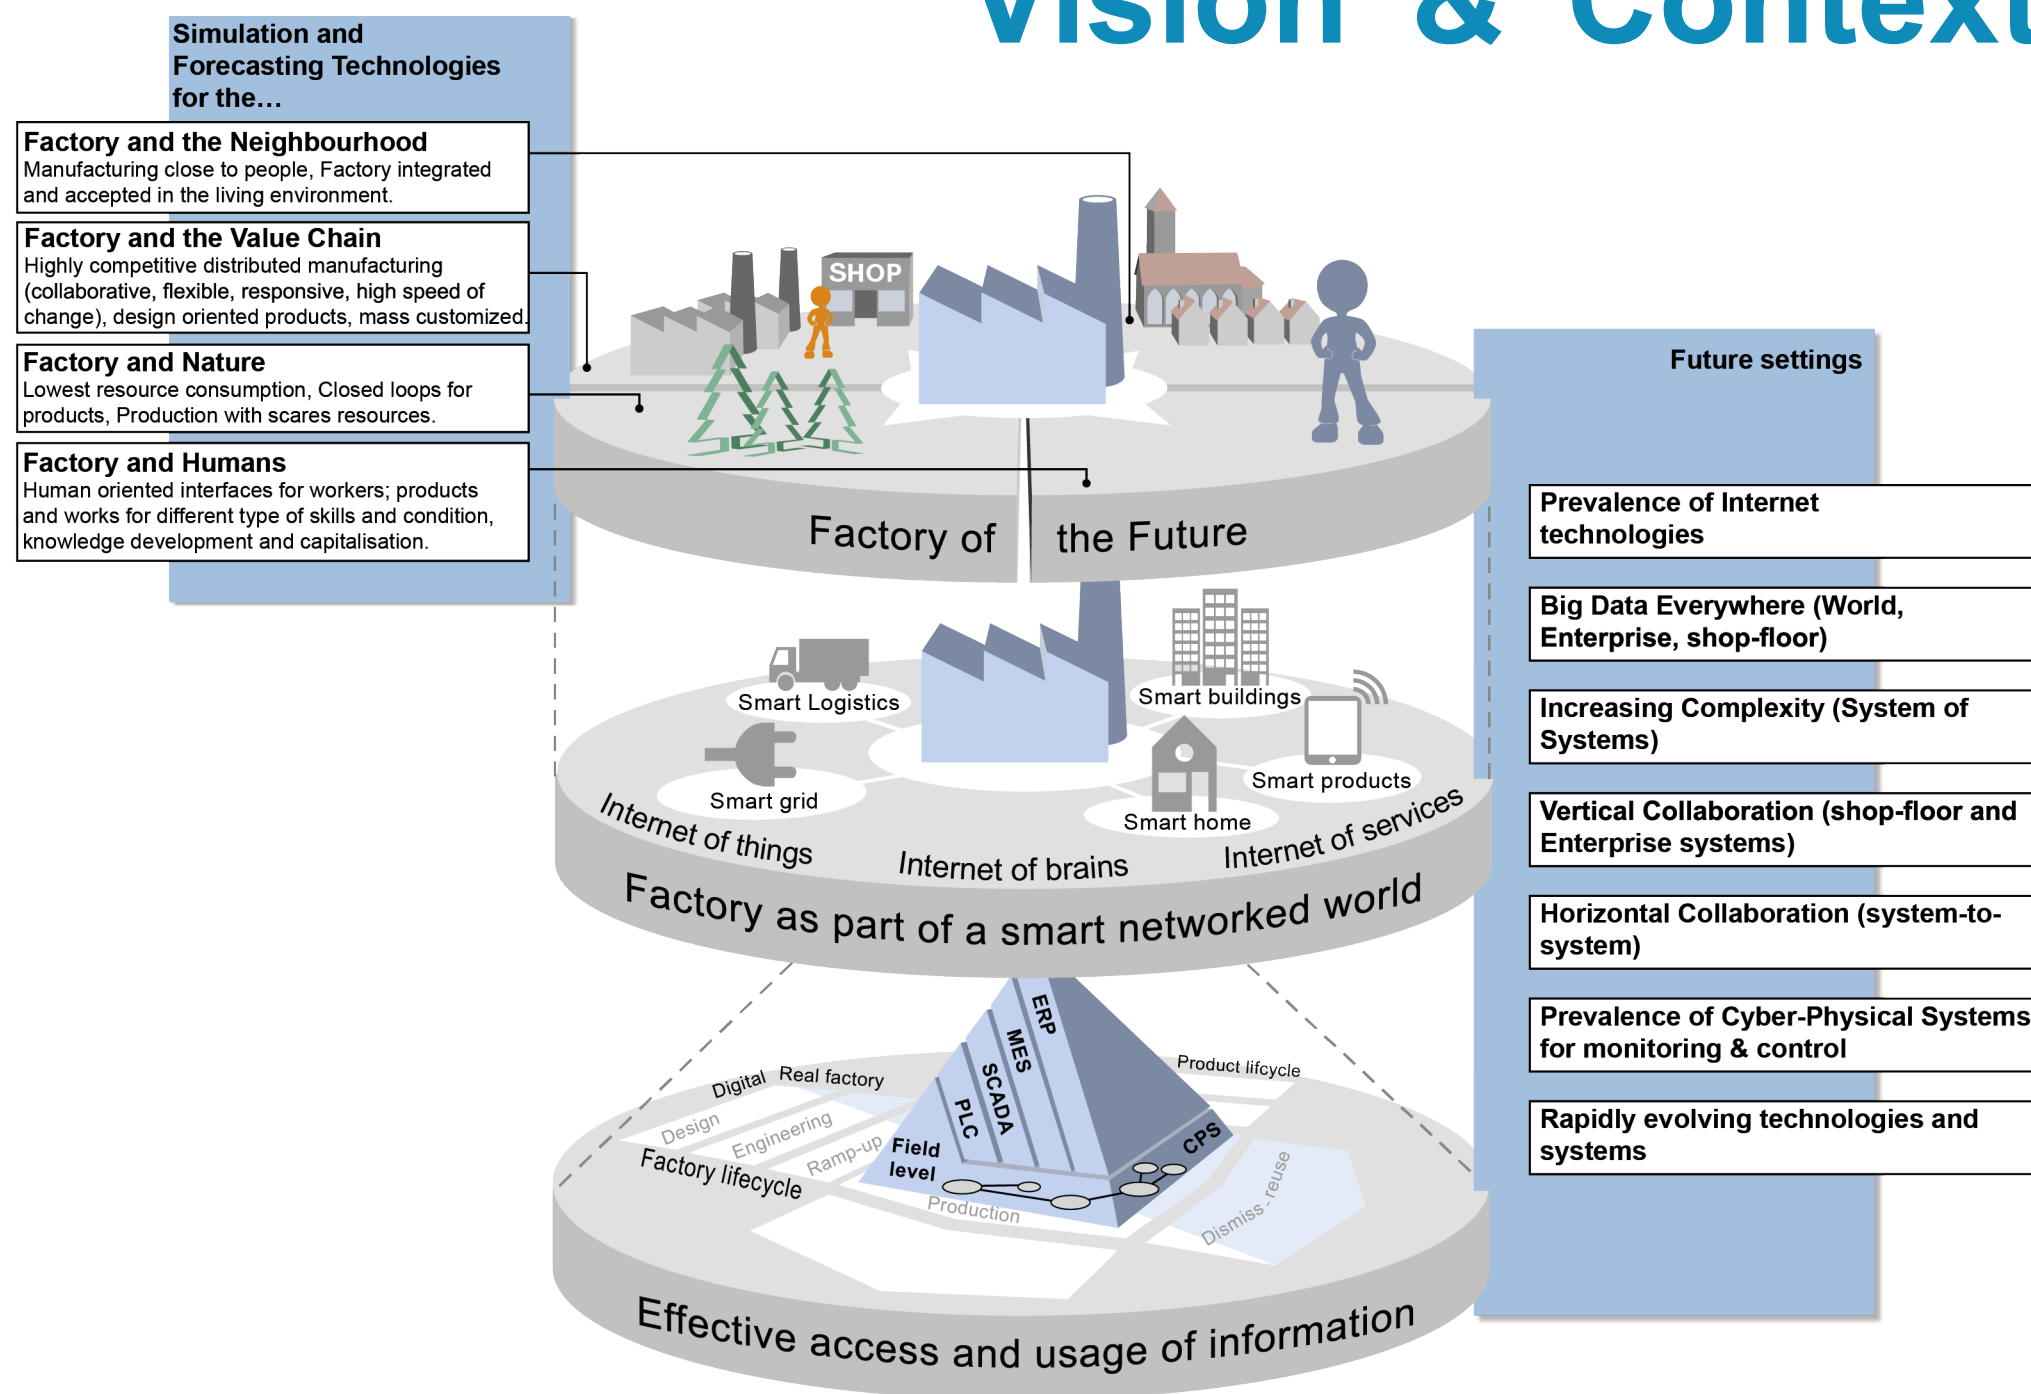 Vision & Context
Simulation and
Forecasting Technologies
for the…
Factory and the Neighbourhood
Manufacturing close to people, Factory integrated
and accepted in the living environment.
Factory and the Value Chain
Highly competitive distributed manufacturing
(collaborative, flexible, responsive, high speed of
change), design oriented products, mass customized.
Factory and Nature
Lowest resource consumption, Closed loops for
products, Production with scares resources.
Factory and Humans
Human oriented interfaces for workers; products
and works for different type of skills and condition,
knowledge development and capitalisation.
SHOP
Factory of the Future
Smart Logistics
Smart buildings
Smart grid
Smart products
Smart home
Internet of things
Internet of brains
Internet of services
Factory as part of a smart networked world
ERP
MES
SCADA
PLC
Field
level
CPS
Digital
Real factory
Product lifcycle
Design
Engineering
Ramp-up
Factory lifecycle
Production
Dismiss - reuse
Effective access and usage of information
Future settings
Prevalence of Internet
technologies
Big Data Everywhere (World,
Enterprise, shop-floor)
Increasing Complexity (System of
Systems)
Vertical Collaboration (shop-floor and
Enterprise systems)
Horizontal Collaboration (system-to-
system)
Prevalence of Cyber-Physical Systems
for monitoring & control
Rapidly evolving technologies and
systems